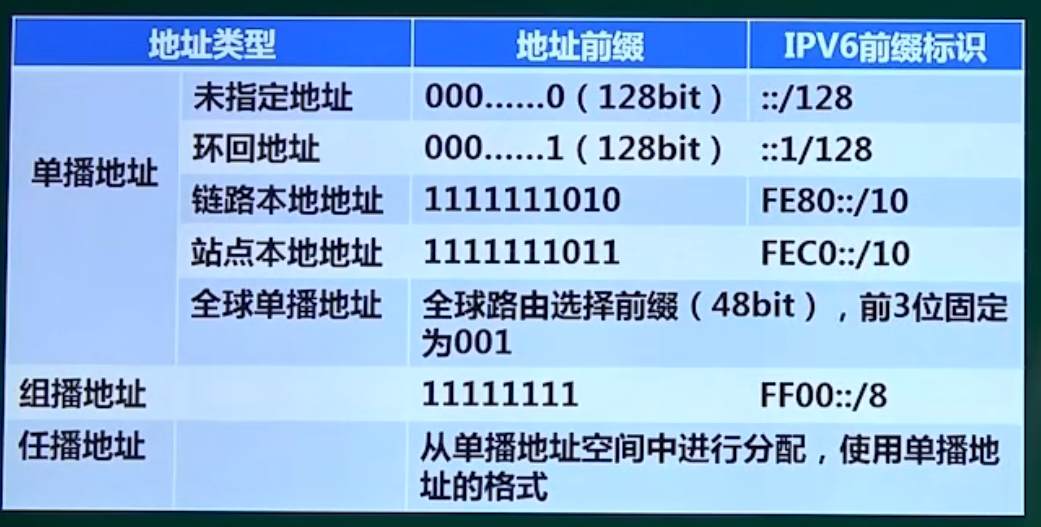 地址类型 地址前缀 IPV6前缀标识
单播地址 未指定地址 000......0（128bit） ::/128
环回地址 000......1（128bit） ::1/128
链路本地地址 1111111010 FE80::/10
站点本地地址 1111111011 FEC0::/10
全球单播地址 全球路由选择前缀（48bit），前3位固定
为001
组播地址 11111111 FF00::/8
任播地址 从单播地址空间中进行分配，使用单播地
址的格式